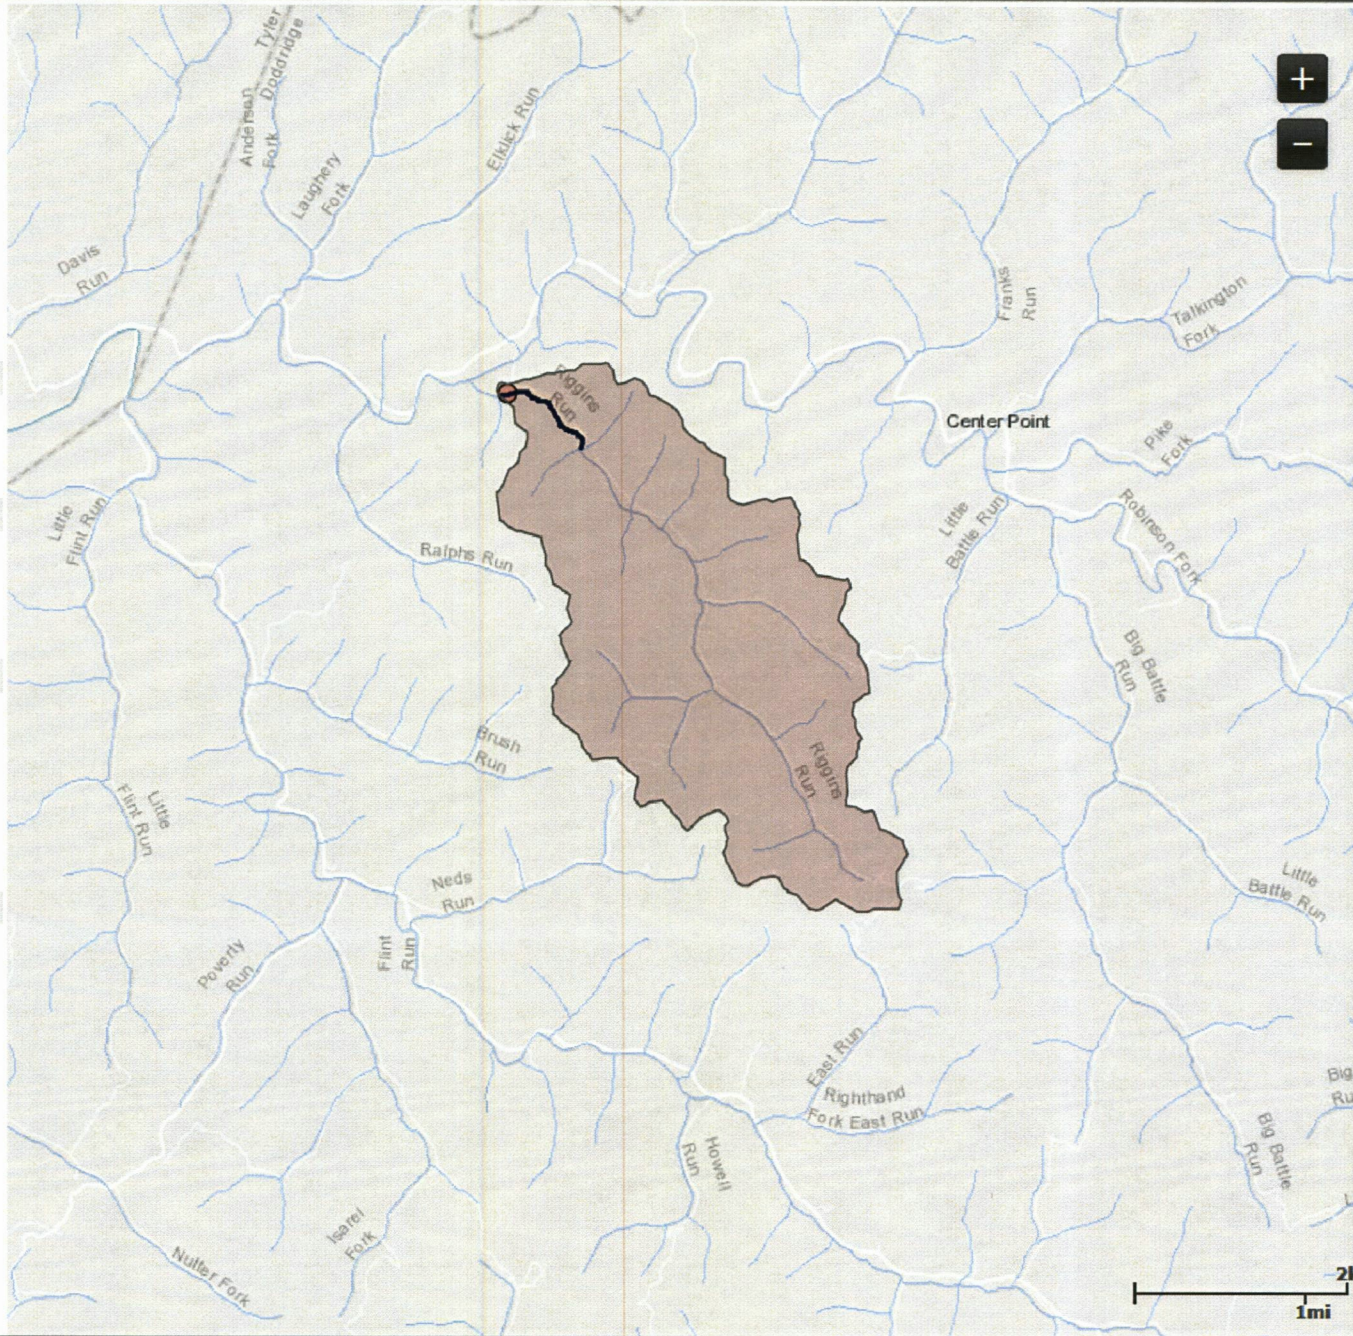 Tyler
Doddridge
Anderson
Fork
Laughery
Fork
Elklick Run
+
−
Davis
Run
Franks
Run
Talkington
Fork
Riggins
Run
Center Point
Pike
Fork
Little
Flint Run
Ralphs Run
Little
Battle Run
Robinson Fork
Big Battle
Run
Brush
Run
Riggins
Run
Little
Flint Run
Neds
Run
Little
Battle Run
Poverty
Run
Flint
Run
East Run
Righthand
Fork East Run
Big
Ru
Howell
Run
Big Battle
Run
L
Isarel
Fork
Nutter Fork
2
1mi